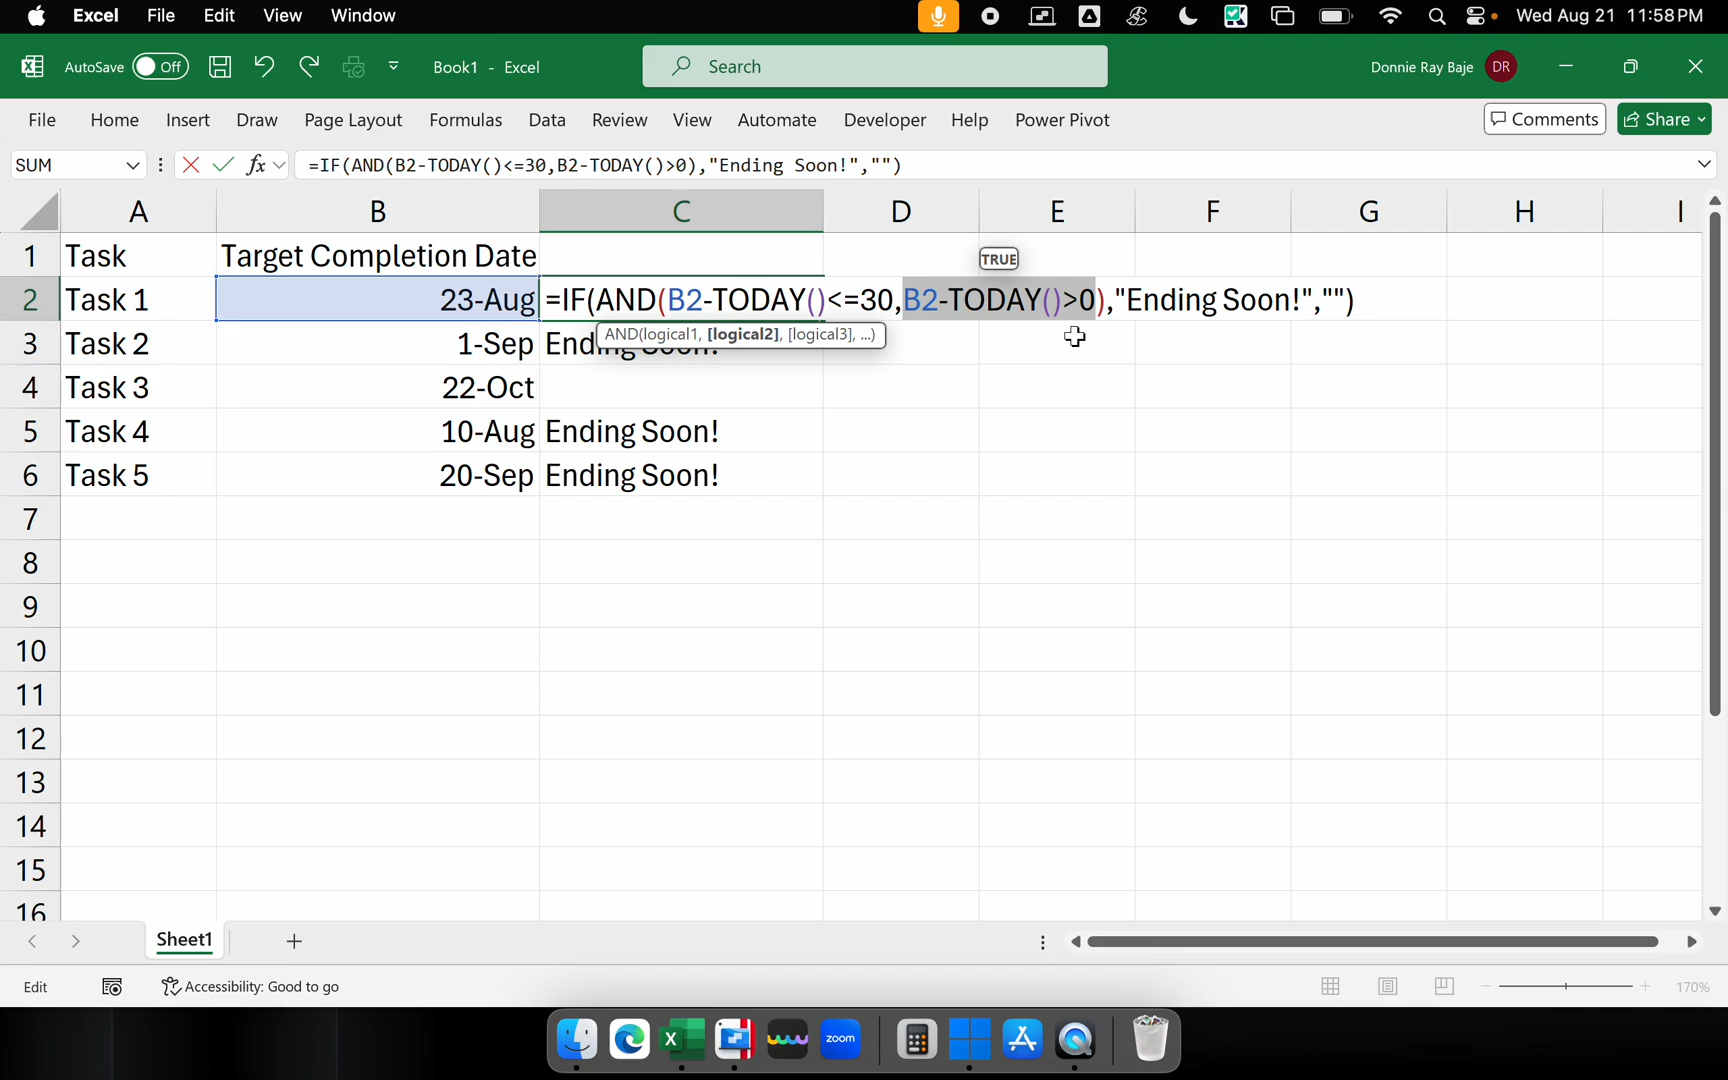 Excel File Edit View Window Wed Aug 21 11:58 PM
AutoSave Off Book1 - Excel Search Donnie Ray Baje DR
File Home Insert Draw Page Layout Formulas Data Review View Automate Developer Help Power Pivot Comments Share
SUM fx =IF(AND(B2-TODAY()<=30,B2-TODAY()>0),"Ending Soon!","")
A B C D E F G H I
1 Task Target Completion Date TRUE
2 Task 1 23-Aug =IF(AND(B2-TODAY()<=30,B2-TODAY()>0),"Ending Soon!","")
AND(logical1, [logical2], [logical3], ...)
3 Task 2 1-Sep
4 Task 3 22-Oct
5 Task 4 10-Aug Ending Soon!
6 Task 5 20-Sep Ending Soon!
7
8
9
10
11
12
13
14
15
16
Sheet1
Edit Accessibility: Good to go 170%
zoom